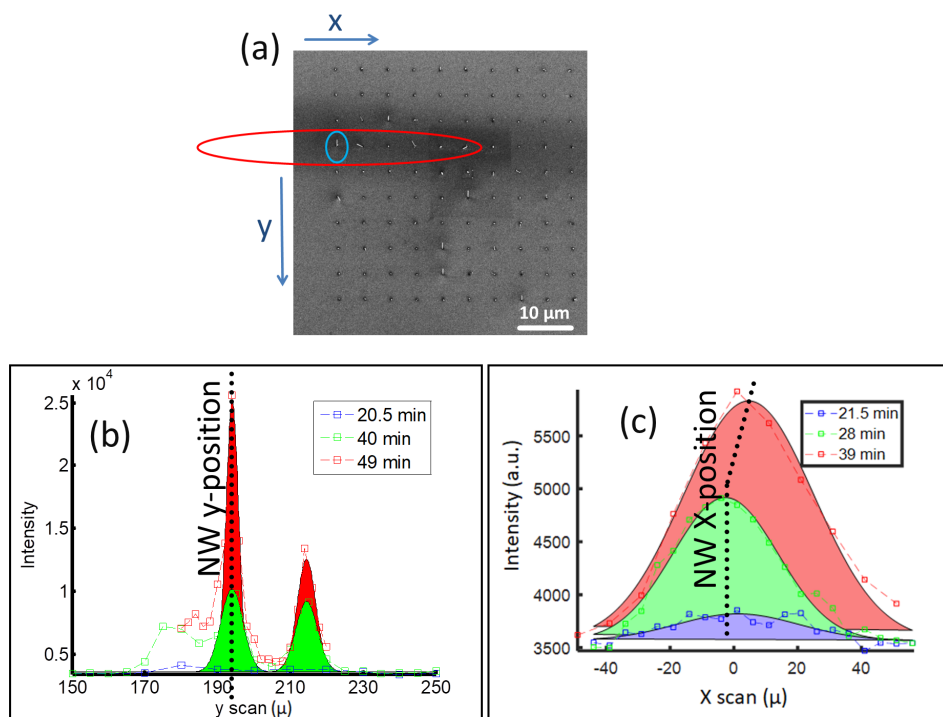 x
(a)
y
10 µm
x 10⁴
2.5
2
1.5
1
0.5
Intensity
(b)
NW y-position
20.5 min
40 min
49 min
150
170
190
210
230
250
y scan (µ)
5500
5000
4500
4000
3500
Intensity (a.u.)
NW X-position
(c)
21.5 min
28 min
39 min
-40
-20
0
20
40
X scan (µ)